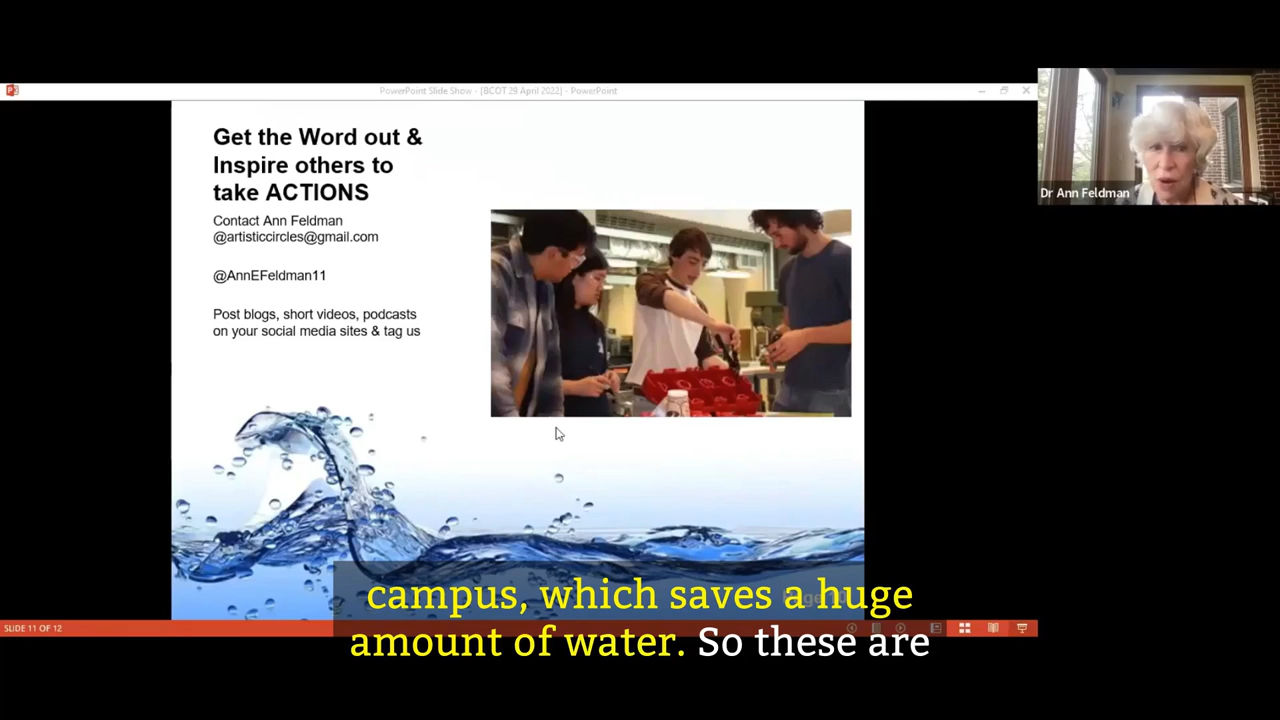 PowerPoint Slide Show - [BCOT 29 April 2022] - PowerPoint
Get the Word out &
Inspire others to
take ACTIONS
Contact Ann Feldman
@artisticcircles@gmail.com
@AnnEFeldman11
Post blogs, short videos, podcasts
on your social media sites & tag us
Dr Ann Feldman
campus, which saves a huge
amount of water. So these are
SLIDE 11 OF 12